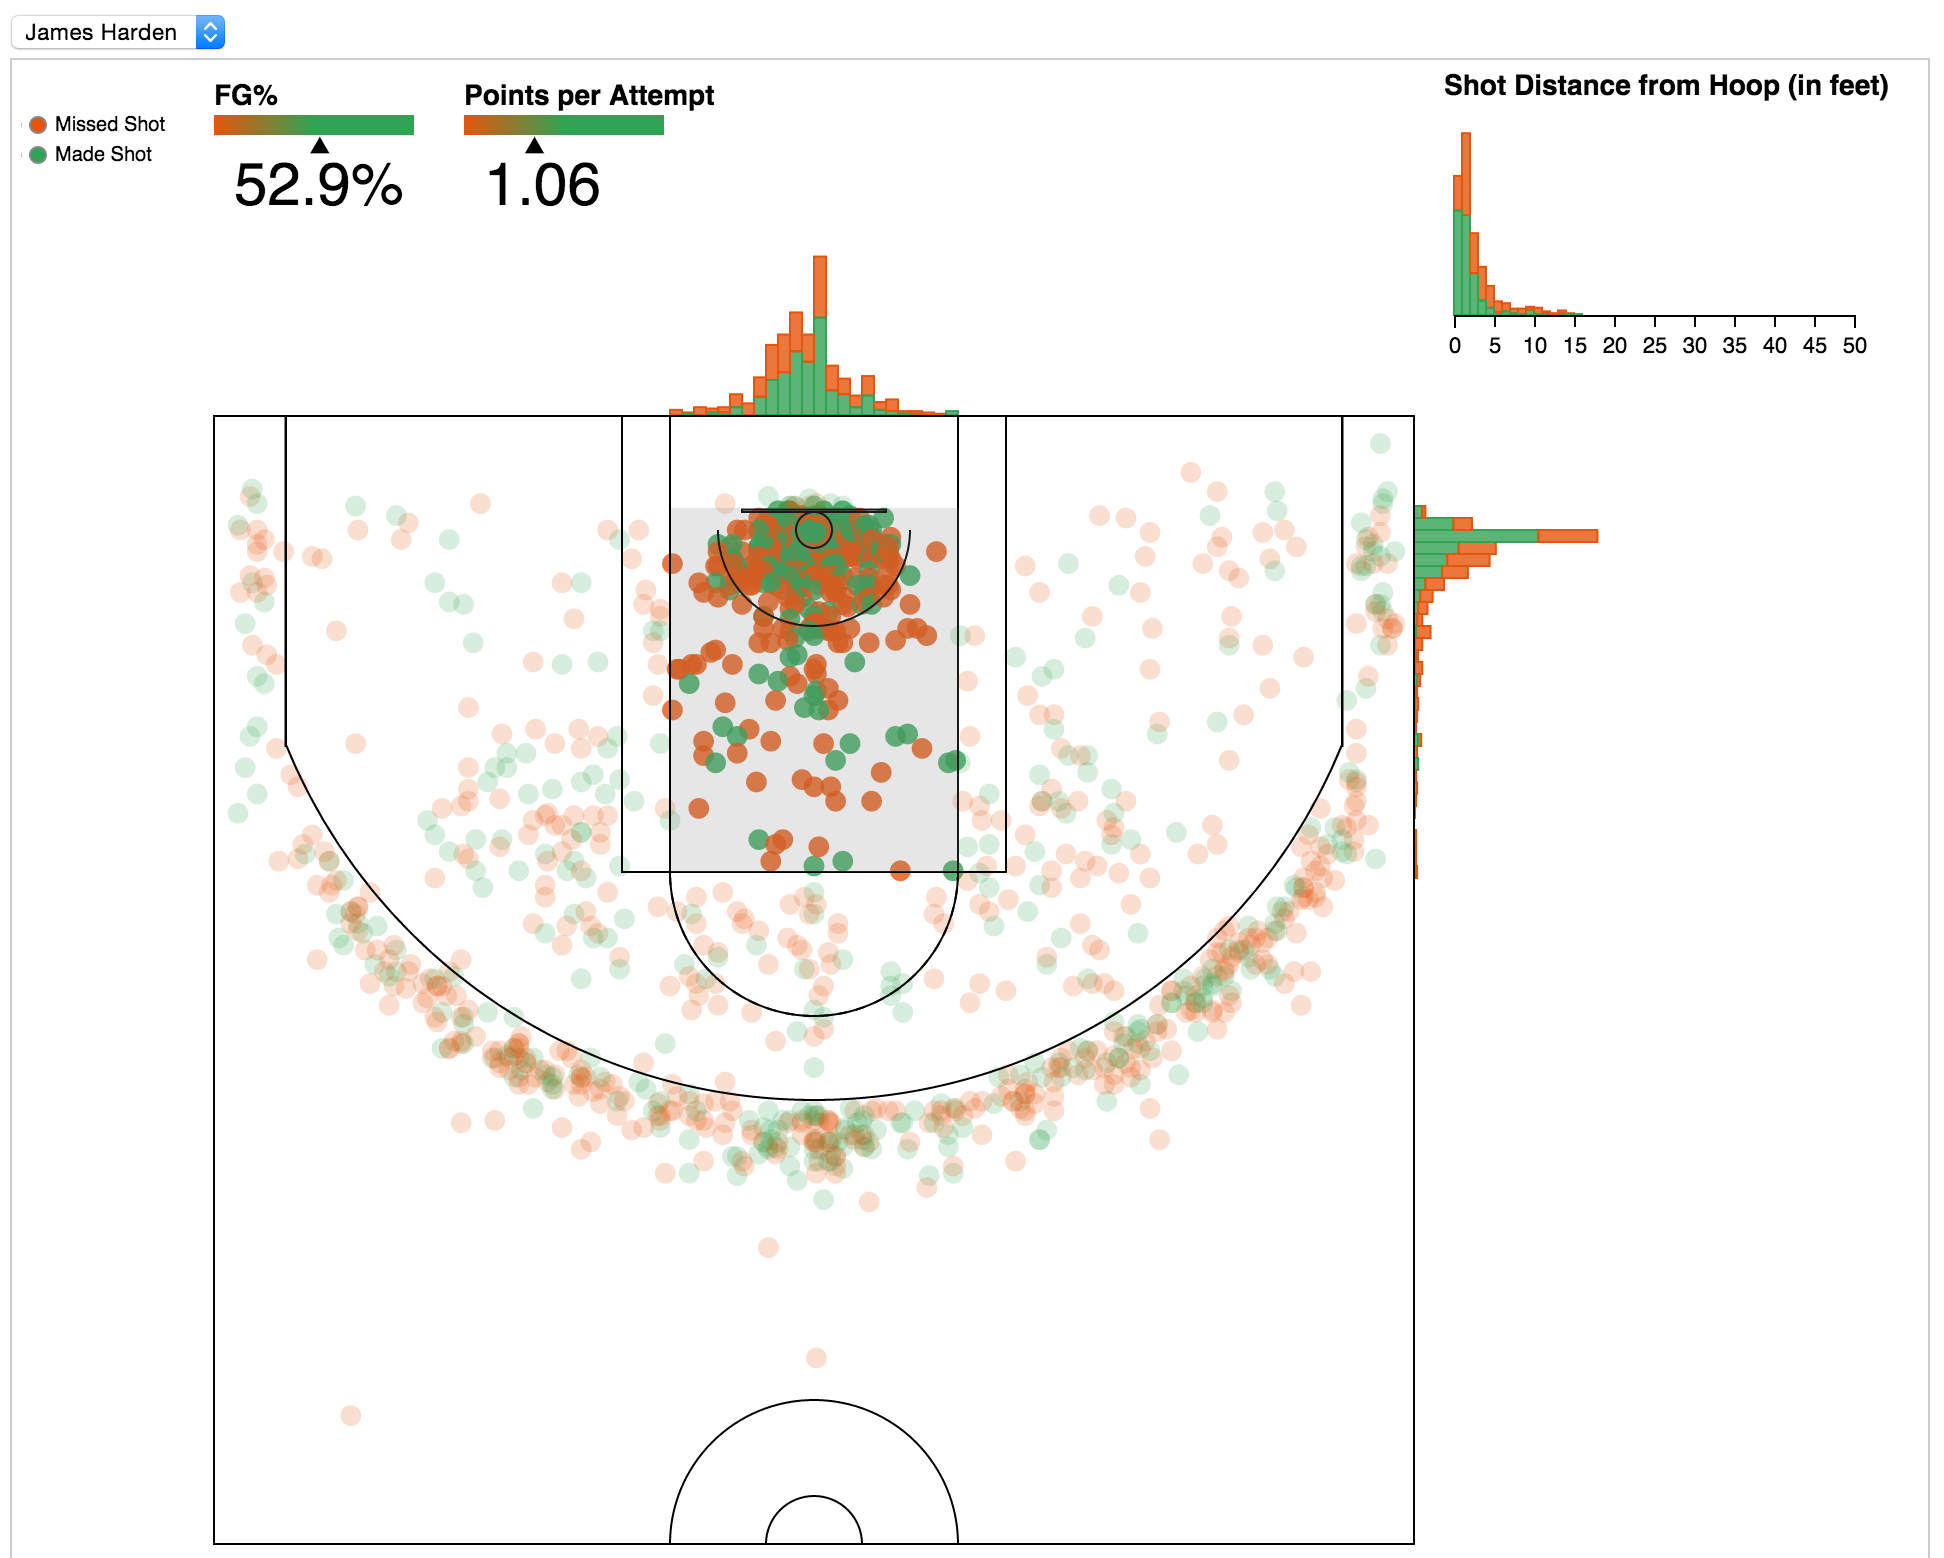 James Harden
FG%
Points per Attempt
Shot Distance from Hoop (in feet)
Missed Shot
Made Shot
52.9%
1.06
0 5 10 15 20 25 30 35 40 45 50